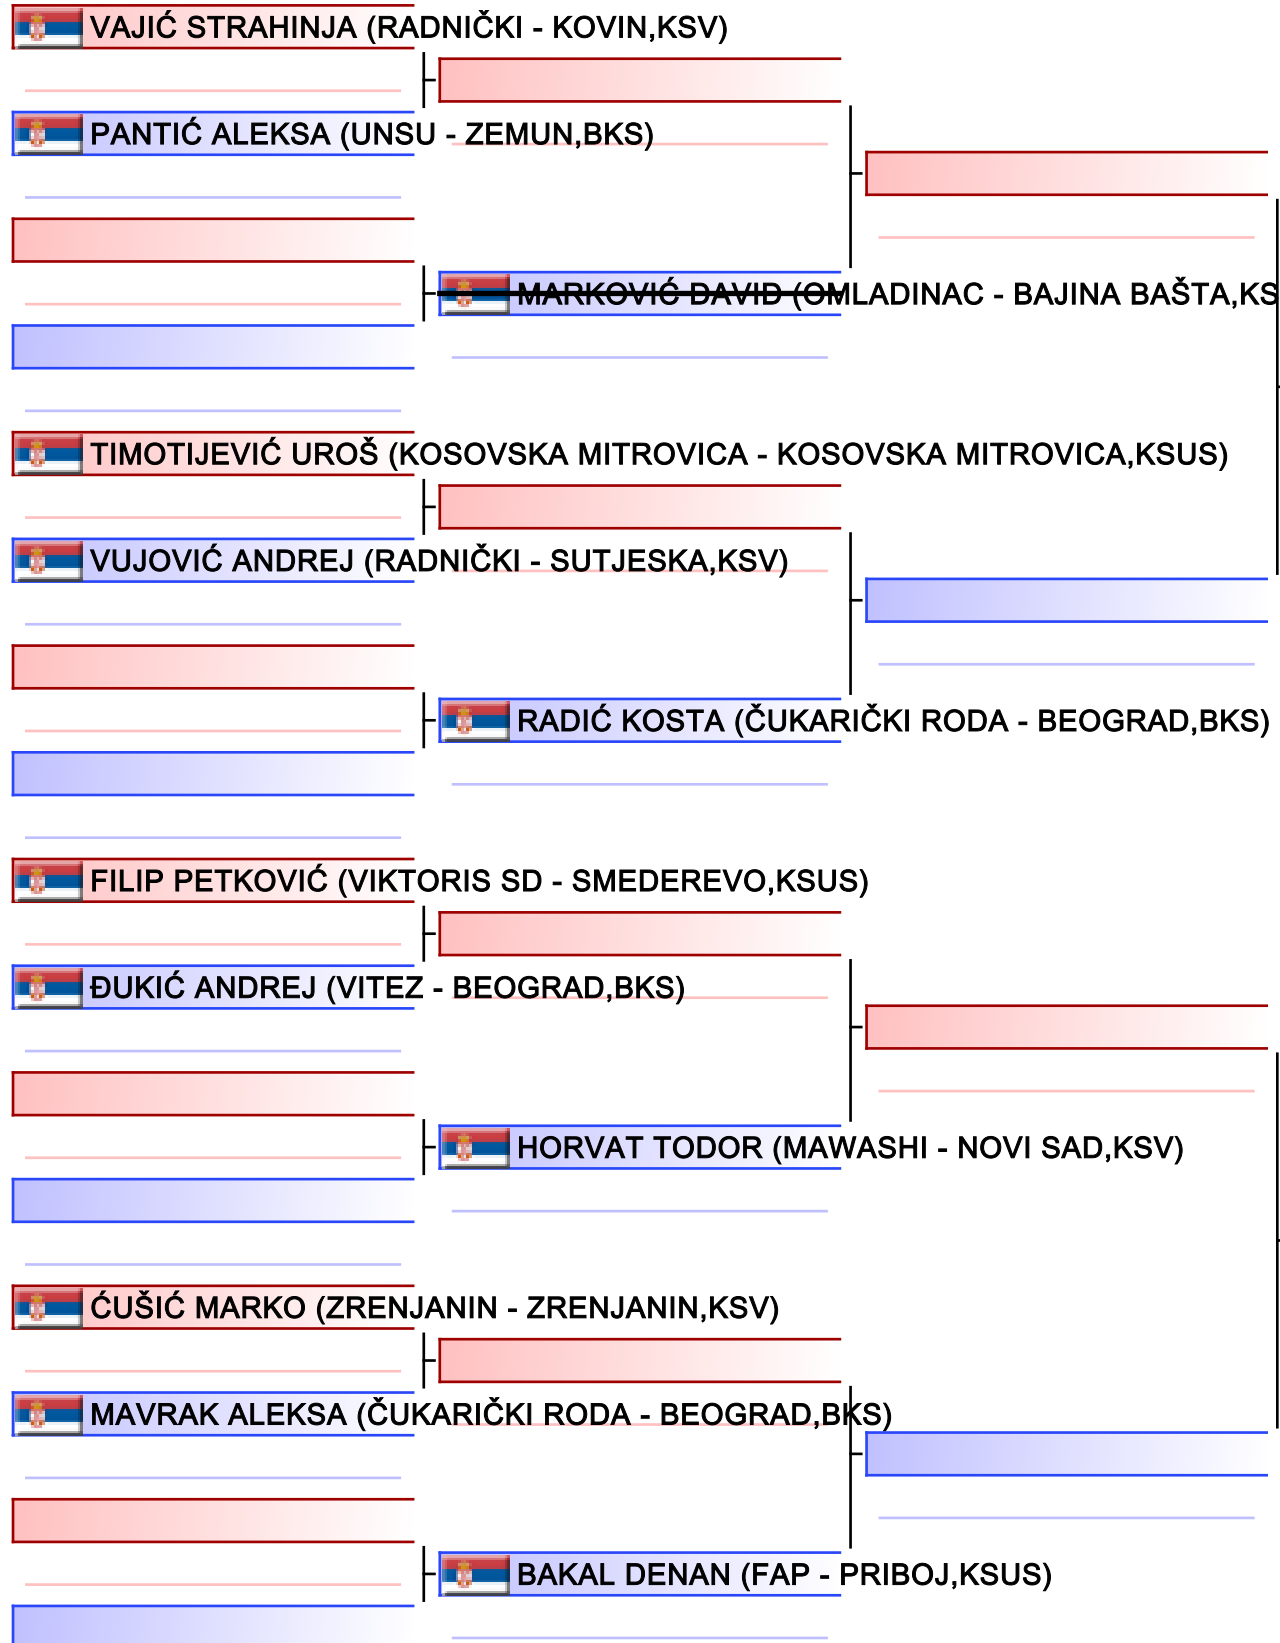 VAJIĆ STRAHINJA (RADNIČKI - KOVIN,KSV)
PANTIĆ ALEKSA (UNSU - ZEMUN,BKS)
MARKOVIĆ DAVID (OMLADINAC - BAJINA BAŠTA,KS
TIMOTIJEVIĆ UROŠ (KOSOVSKA MITROVICA - KOSOVSKA MITROVICA,KSUS)
VUJOVIĆ ANDREJ (RADNIČKI - SUTJESKA,KSV)
RADIĆ KOSTA (ČUKARIČKI RODA - BEOGRAD,BKS)
FILIP PETKOVIĆ (VIKTORIS SD - SMEDEREVO,KSUS)
ĐUKIĆ ANDREJ (VITEZ - BEOGRAD,BKS)
HORVAT TODOR (MAWASHI - NOVI SAD,KSV)
ĆUŠIĆ MARKO (ZRENJANIN - ZRENJANIN,KSV)
MAVRAK ALEKSA (ČUKARIČKI RODA - BEOGRAD,BKS)
BAKAL DENAN (FAP - PRIBOJ,KSUS)